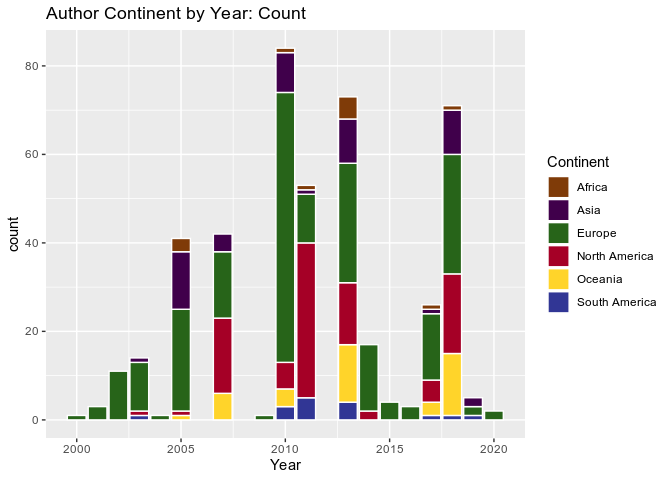 Author Continent by Year: Count
80
60
40
20
0
count
2000
2005
2010
2015
2020
Year
Continent
Africa
Asia
Europe
North America
Oceania
South America